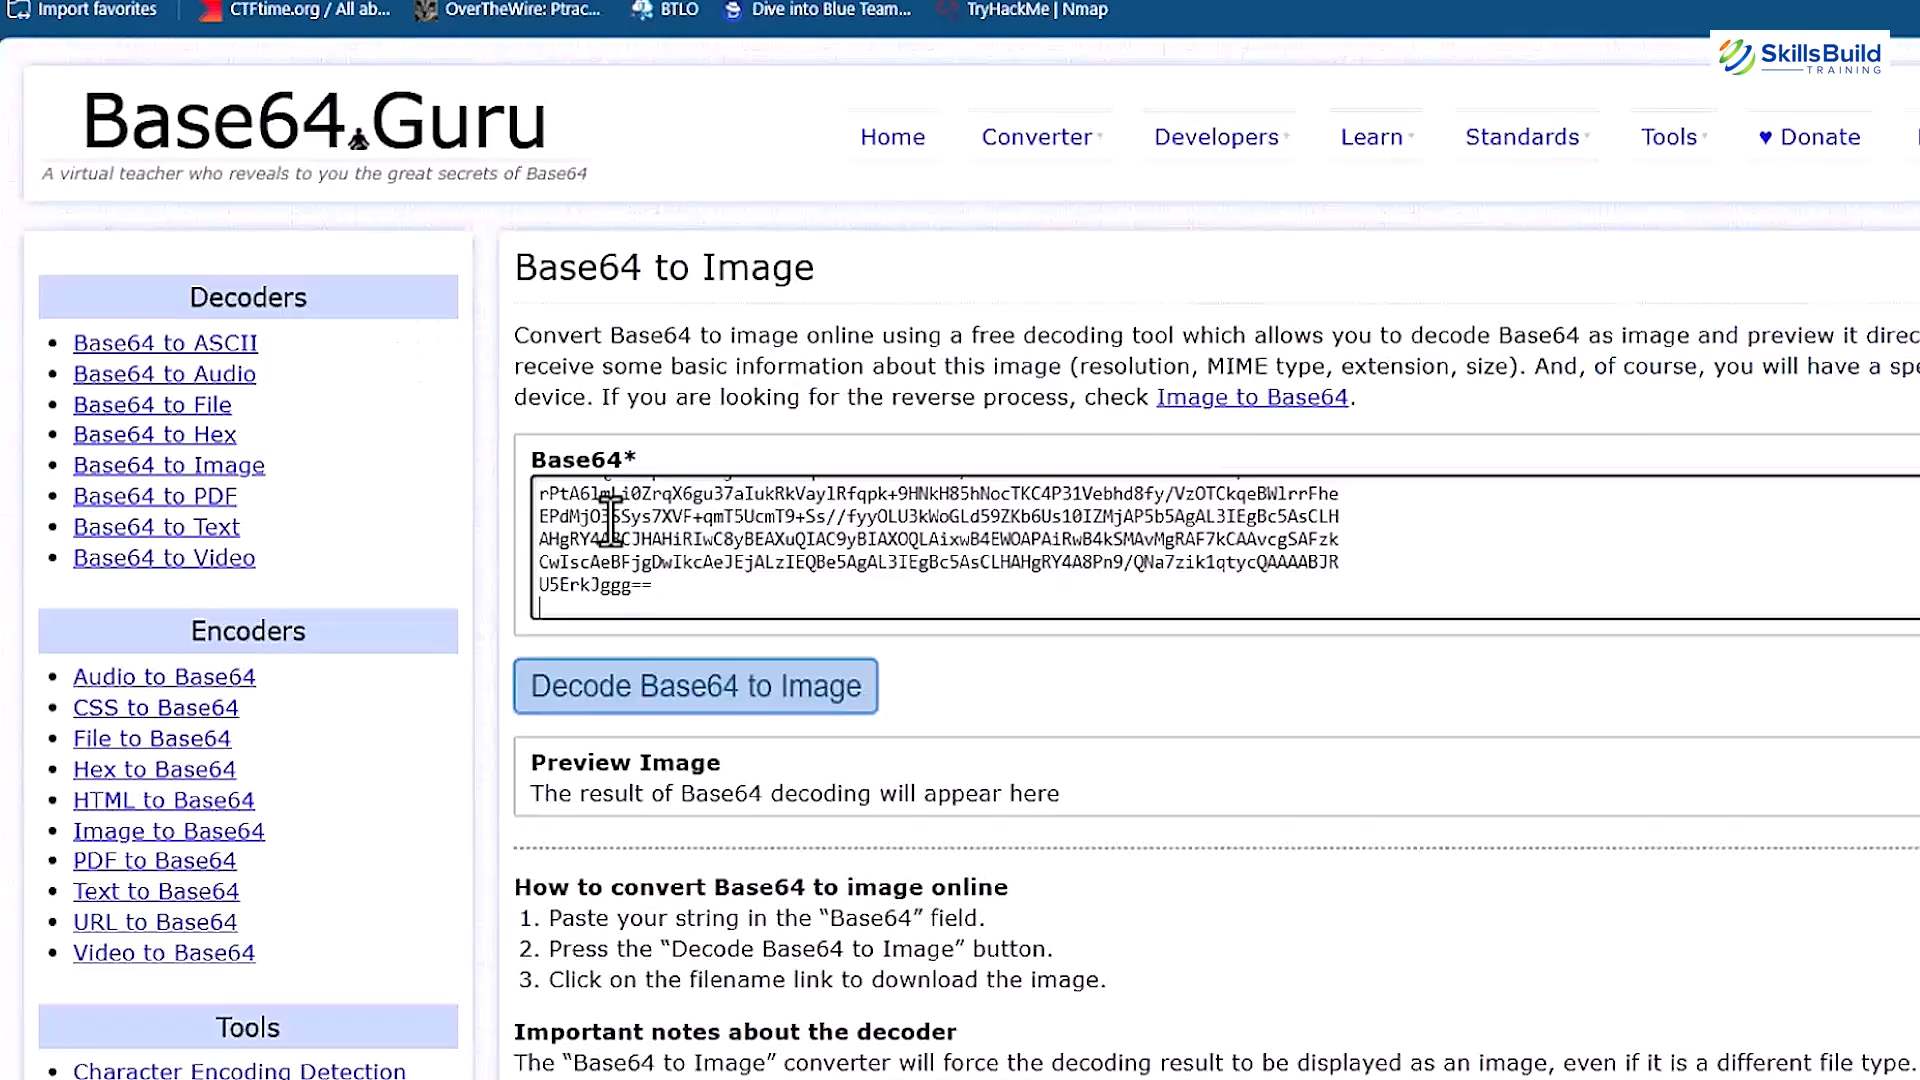 Import favorites
CTFtime.org / All ab...
OverTheWire: Ptrac...
BTLO
Dive into Blue Team...
TryHackMe | Nmap
SkillsBuild
TRAINING
Base64.Guru
A virtual teacher who reveals to you the great secrets of Base64
Home
Converter
Developers
Learn
Standards
Tools
♥ Donate
Decoders
Base64 to ASCII
Base64 to Audio
Base64 to File
Base64 to Hex
Base64 to Image
Base64 to PDF
Base64 to Text
Base64 to Video
Encoders
Audio to Base64
CSS to Base64
File to Base64
Hex to Base64
HTML to Base64
Image to Base64
PDF to Base64
Text to Base64
URL to Base64
Video to Base64
Tools
Character Encoding Detection
Base64 to Image
Convert Base64 to image online using a free decoding tool which allows you to decode Base64 as image and preview it direc
receive some basic information about this image (resolution, MIME type, extension, size). And, of course, you will have a spe
device. If you are looking for the reverse process, check Image to Base64.
Base64*
CwIscAeBFjgDwIkcAeJEjALzIEQBe5AgAL3IEgBc5AsCLHAHgRY4A8Pn9/QNa7zik1qtycQAAAABJR
U5ErkJggg==
Decode Base64 to Image
Preview Image
The result of Base64 decoding will appear here
How to convert Base64 to image online
1. Paste your string in the “Base64” field.
2. Press the “Decode Base64 to Image” button.
3. Click on the filename link to download the image.
Important notes about the decoder
The “Base64 to Image” converter will force the decoding result to be displayed as an image, even if it is a different file type.